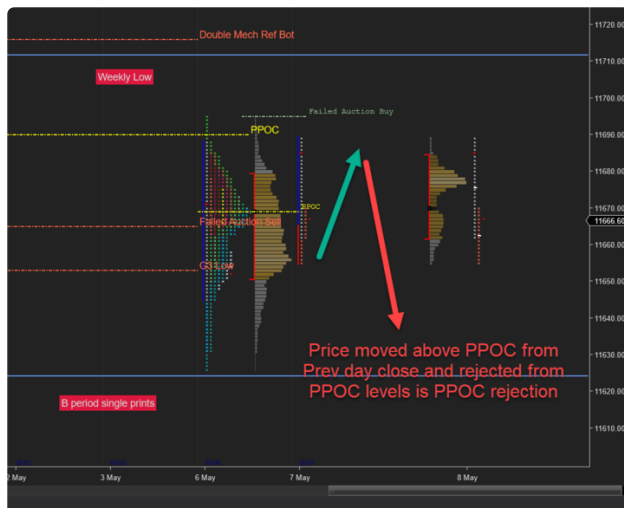 Double Mech Ref Bot
11720.00
11710.00
Weekly Low
11700.00
Failed Auction Buy
PPOC
11690.00
11680.00
PPOC
11670.00
Failed Auction Sell
11666.60
11660.00
G3 Low
11650.00
11640.00
Price moved above PPOC from
Prev day close and rejected from
PPOC levels is PPOC rejection
11630.00
11620.00
B period single prints
11610.00
2 May
3 May
6 May
7 May
8 May